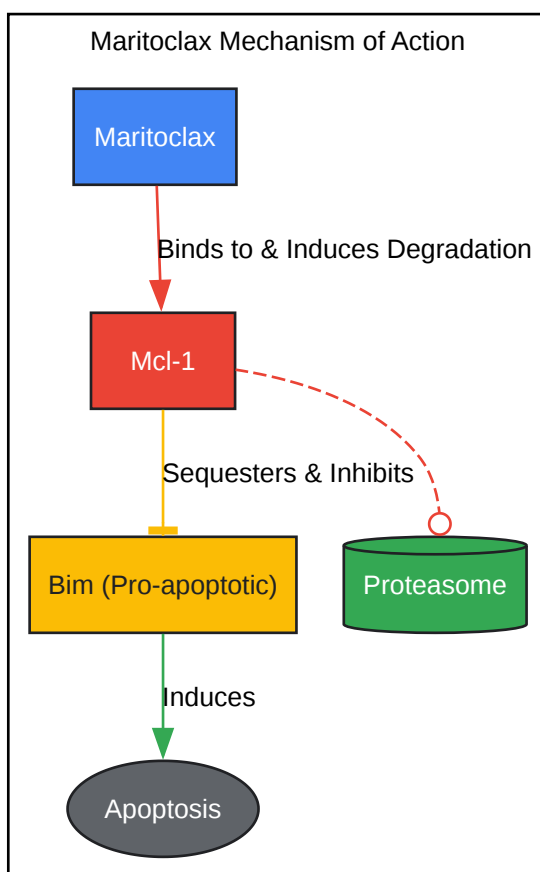 Maritoclax Mechanism of Action
Maritoclax
Binds to & Induces Degradation
Mcl-1
Sequesters & Inhibits
Bim (Pro-apoptotic)
Proteasome
Induces
Apoptosis